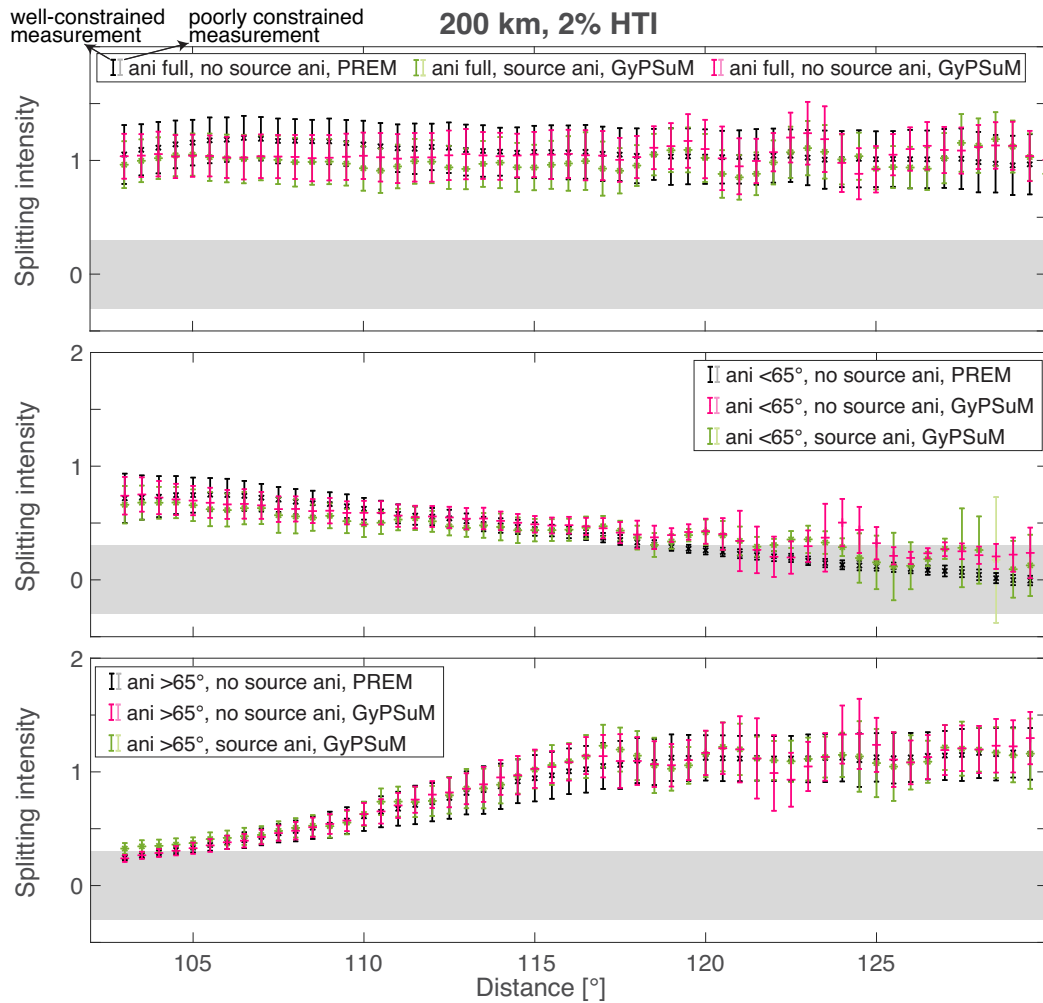 200 km, 2% HTI
well-constrained measurement
poorly constrained measurement
ani full, no source ani, PREM
ani full, source ani, GyPSuM
ani full, no source ani, GyPSuM
Splitting intensity
1
0
2
ani <65°, no source ani, PREM
ani <65°, no source ani, GyPSuM
ani <65°, source ani, GyPSuM
Splitting intensity
1
0
2
ani >65°, no source ani, PREM
ani >65°, no source ani, GyPSuM
ani >65°, source ani, GyPSuM
Splitting intensity
1
0
105 110 115 120 125
Distance [°]